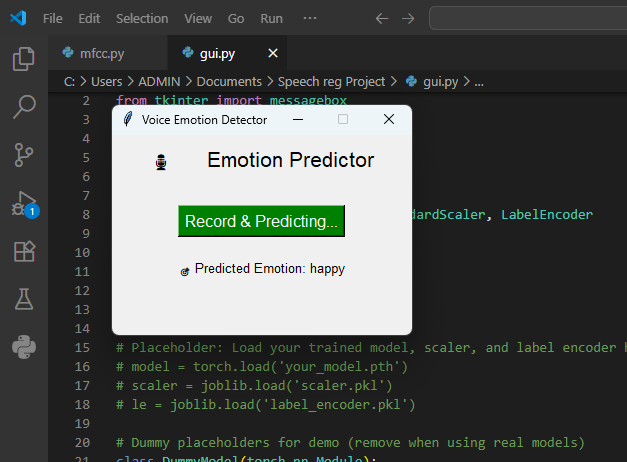 File Edit Selection View Go Run ...
mfcc.py gui.py
C: > Users > ADMIN > Documents > Speech reg Project > gui.py > ...
2 from tkinter import messagebox
3
Voice Emotion Detector
4
5
Emotion Predictor
6
7
8 dardScaler, LabelEncoder
Record & Predicting...
9
10
11
Predicted Emotion: happy
12
13
14
15 # Placeholder: Load your trained model, scaler, and label encoder
16 # model = torch.load('your_model.pth')
17 # scaler = joblib.load('scaler.pkl')
18 # le = joblib.load('label_encoder.pkl')
19
20 # Dummy placeholders for demo (remove when using real models)
21 class DummyModel(torch.nn.Module):
1